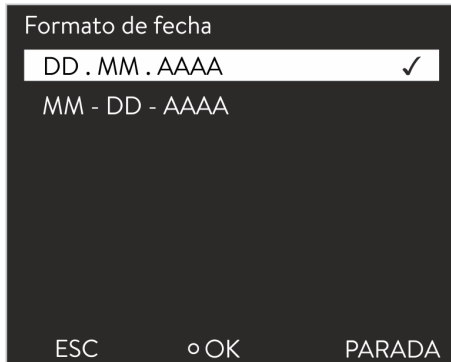 Formato de fecha
DD . MM . AAAA ✓
MM - DD - AAAA
ESC OK PARADA